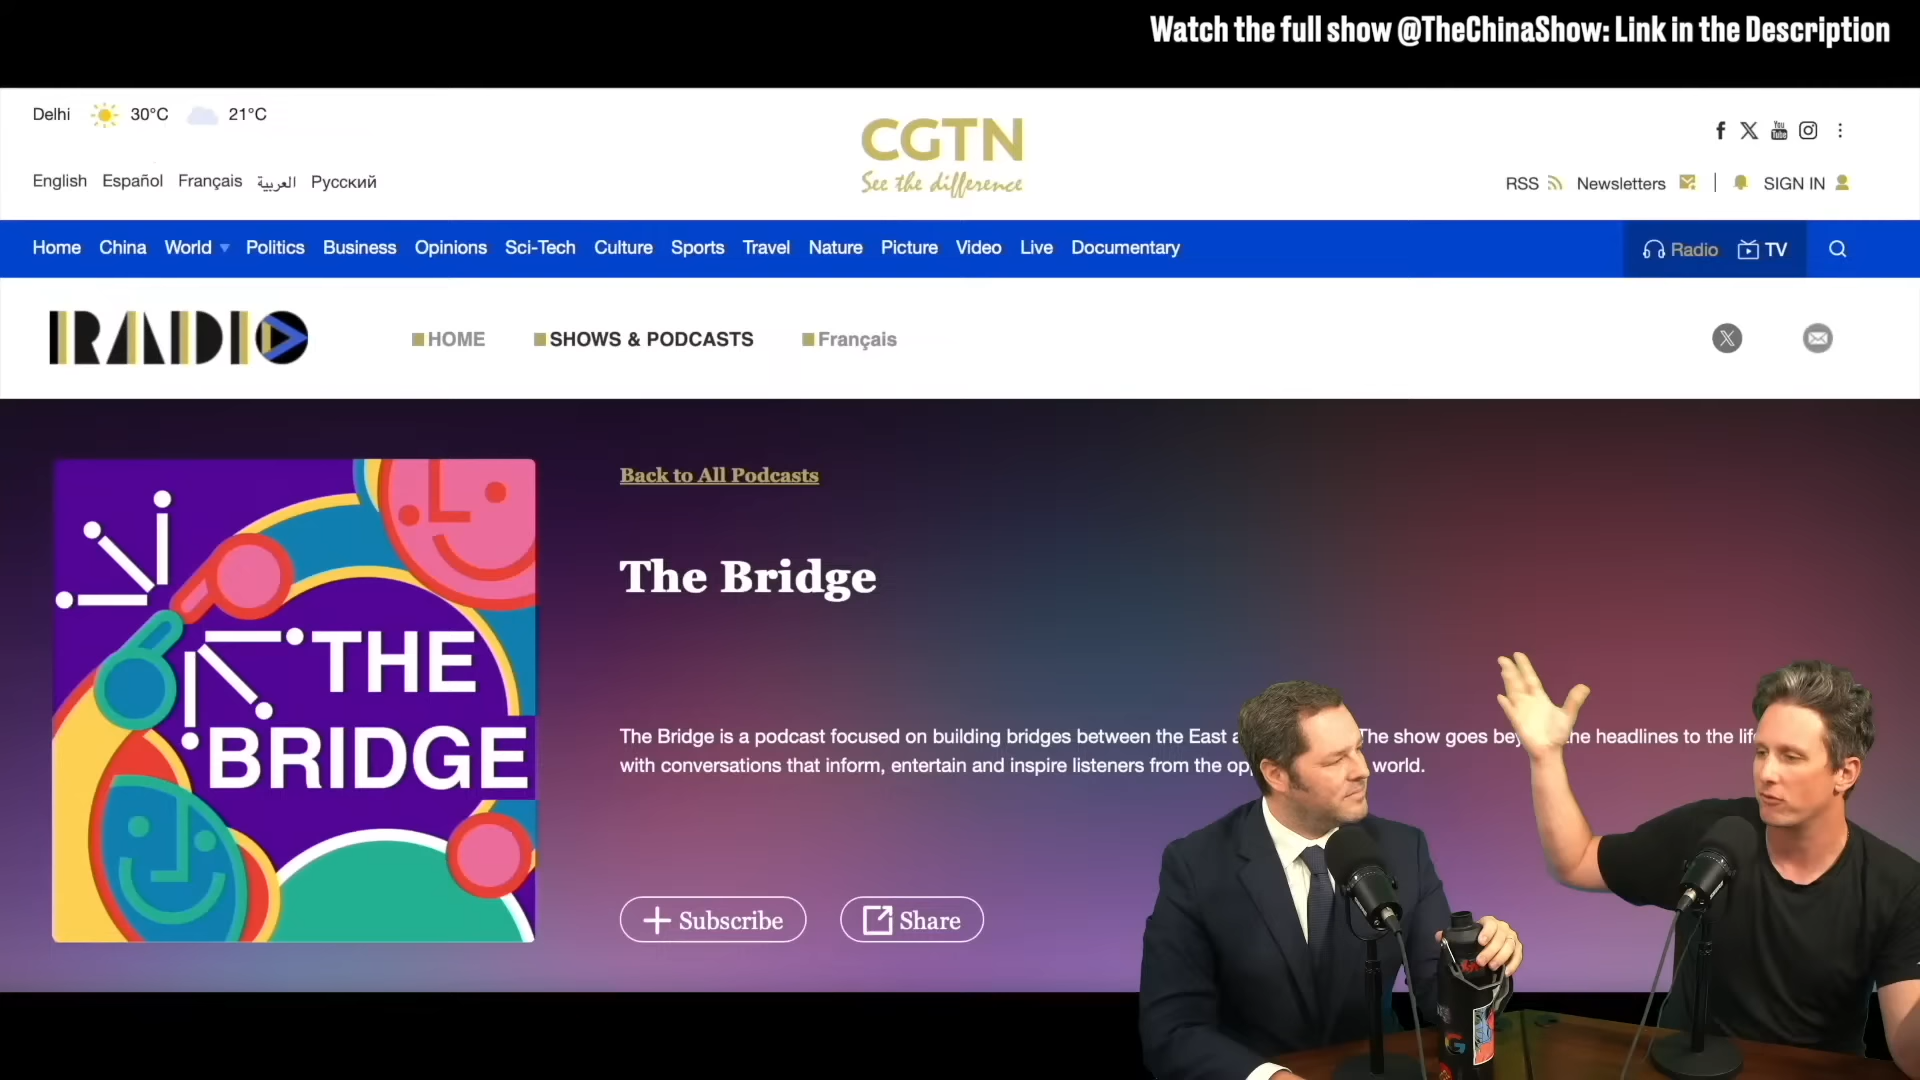 Watch the full show @TheChinaShow: Link in the Description
Delhi 30°C 21°C
CGTN
See the difference
English Español Français العربية Русский
RSS Newsletters SIGN IN
Home China World Politics Business Opinions Sci-Tech Culture Sports Travel Nature Picture Video Live Documentary Radio TV
RADIO
HOME SHOWS & PODCASTS Français
Back to All Podcasts
The Bridge
THE
BRIDGE
The Bridge is a podcast focused on building bridges between the East The show goes the headlines to the
with conversations that inform, entertain and inspire listeners from the world.
Subscribe Share